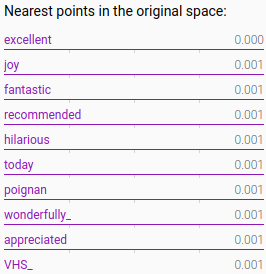 Nearest points in the original space:
excellent 0.000
joy 0.001
fantastic 0.001
recommended 0.001
hilarious 0.001
today 0.001
poignan 0.001
wonderfully_ 0.001
appreciated 0.001
VHS_ 0.001